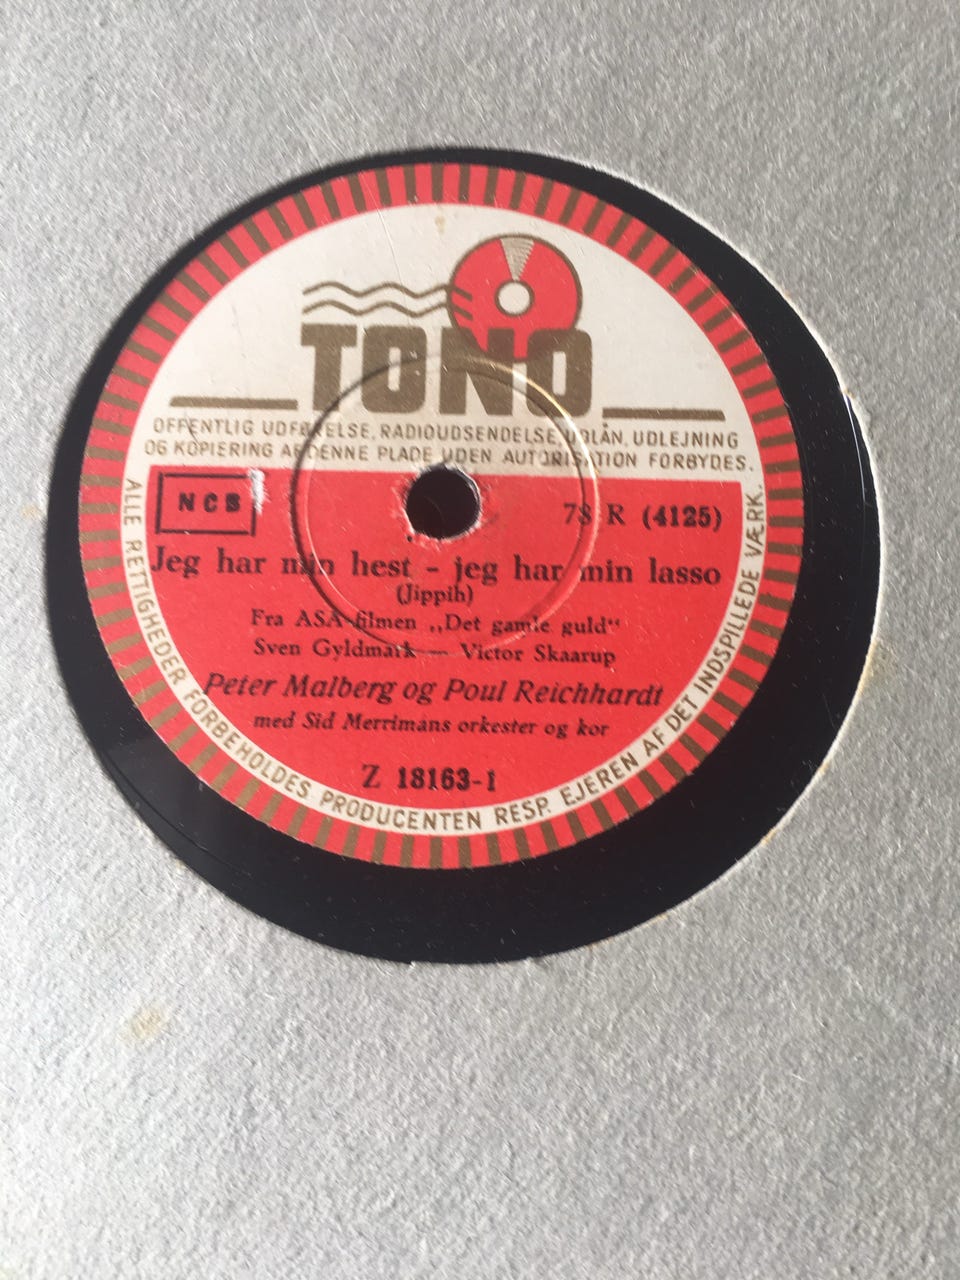 TONO
OFFENTLIG UDFØRELSE, RADIOUDSENDELSE, UDLÅN, UDLEJNING
OG KOPIERING AF DENNE PLADE UDEN AUTORISATION FORBYDES.
NCB
78 R (4125)
Jeg har min hest - jeg har min lasso
(Jippih)
Fra ASA-filmen „Det gamle guld“
Sven Gyldmark — Victor Skaarup
Peter Malberg og Poul Reichhardt
med Sid Merrimans orkester og kor
Z 18163-1
ALLE RETTIGHEDER FORBEHOLDES PRODUCENTEN RESP. EJEREN AF DET INDSPILLEDE VÆRK.